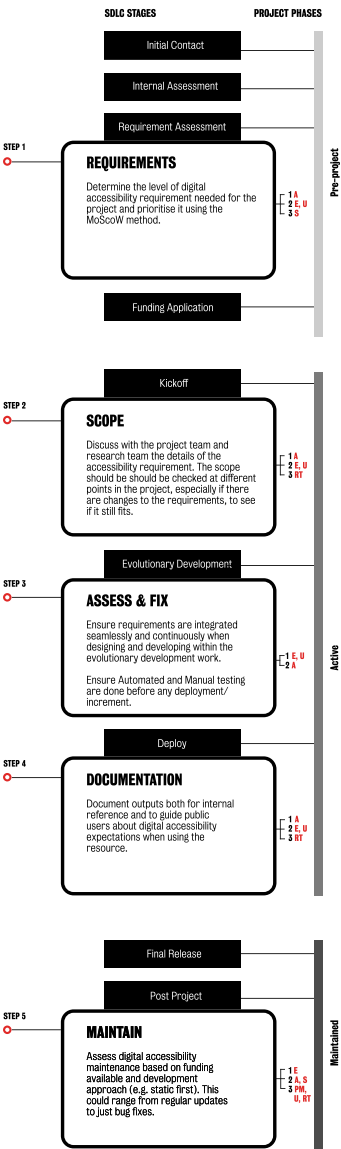 SDLC STAGES
PROJECT PHASES
Initial Contact
Internal Assessment
Requirement Assessment
STEP 1
REQUIREMENTS
Determine the level of digital
accessibility requirement needed for the
project and prioritise it using the
MoScoW method.
1 A
2 E, U
3 S
Pre-project
Funding Application
Kickoff
STEP 2
SCOPE
Discuss with the project team and
research team the details of the
accessibility requirement. The scope
should be should be checked at different
points in the project, especially if there
are changes to the requirements, to see
if it still fits.
1 A
2 E, U
3 RT
Evolutionary Development
STEP 3
ASSESS & FIX
Ensure requirements are integrated
seamlessly and continuously when
designing and developing within the
evolutionary development work.
Ensure Automated and Manual testing
are done before any deployment/
increment.
1 E, U
2 A
Active
Deploy
STEP 4
DOCUMENTATION
Document outputs both for internal
reference and to guide public
users about digital accessibility
expectations when using the
resource.
1 A
2 E, U
3 RT
Final Release
Post Project
STEP 5
MAINTAIN
Assess digital accessibility
maintenance based on funding
available and development
approach (e.g. static first). This
could range from regular updates
to just bug fixes.
1 E
2 A, S
3 PM,
U, RT
Maintained